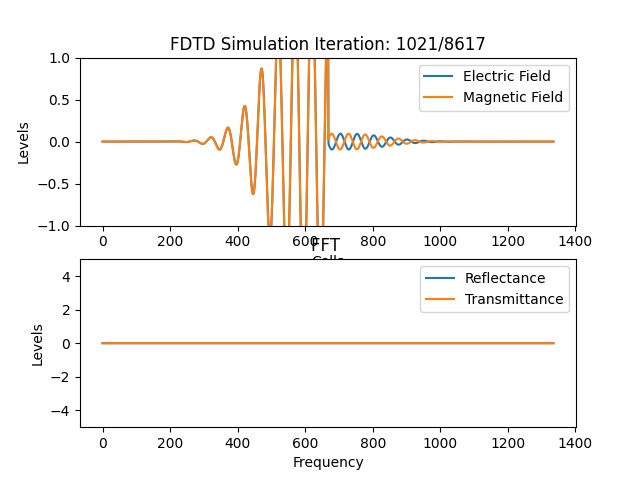 FDTD Simulation Iteration: 1021/8617
1.0
0.5
0.0
−0.5
−1.0
Levels
Electric Field
Magnetic Field
0 200 400 600 800 1000 1200 1400
Cells
FFT
4
2
0
−2
−4
Levels
Reflectance
Transmittance
0 200 400 600 800 1000 1200 1400
Frequency